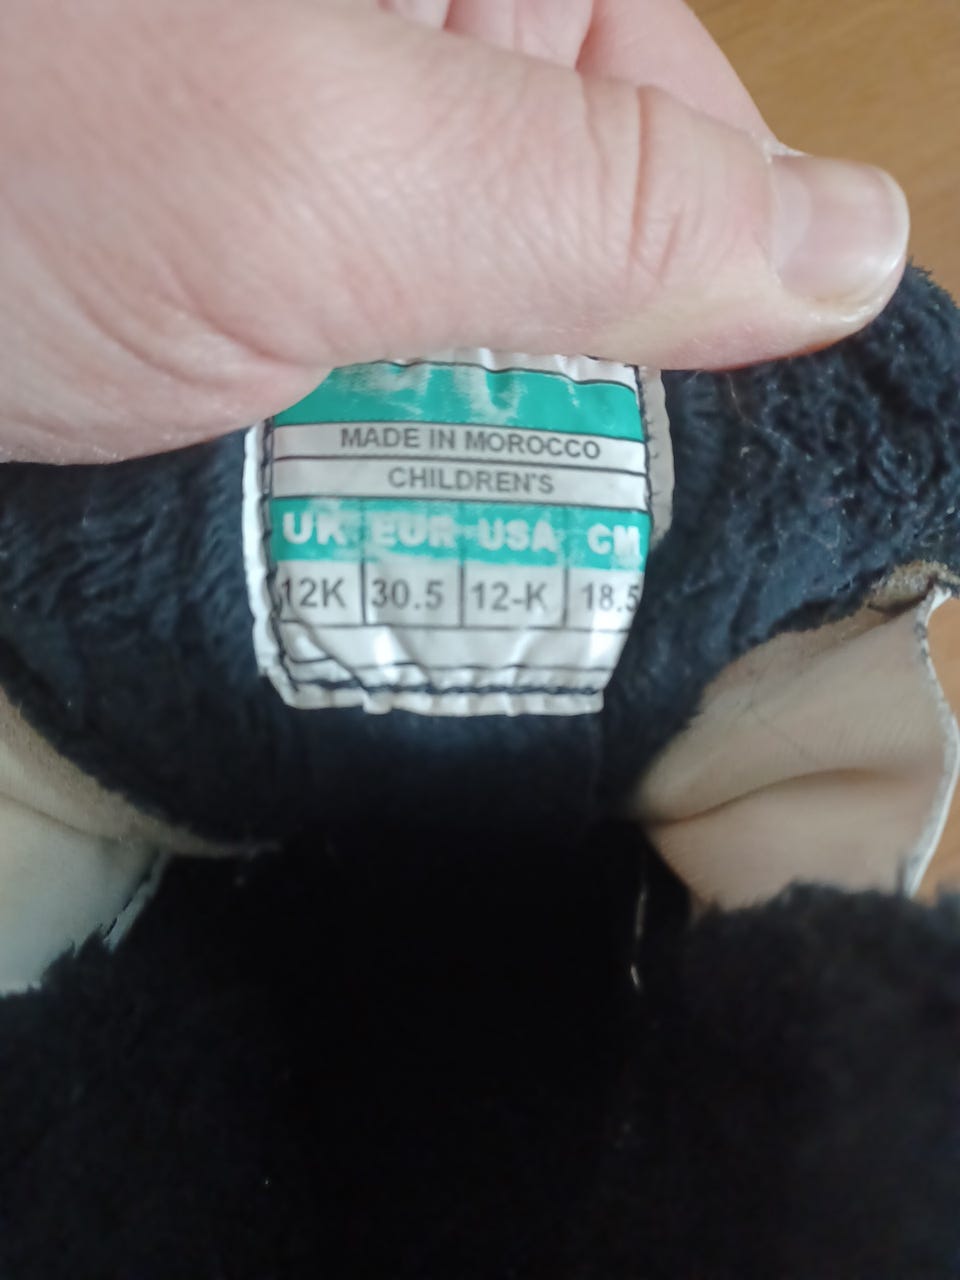 MADE IN MOROCCO
CHILDREN'S
UK EUR USA CM
12K 30.5 12-K 18.5